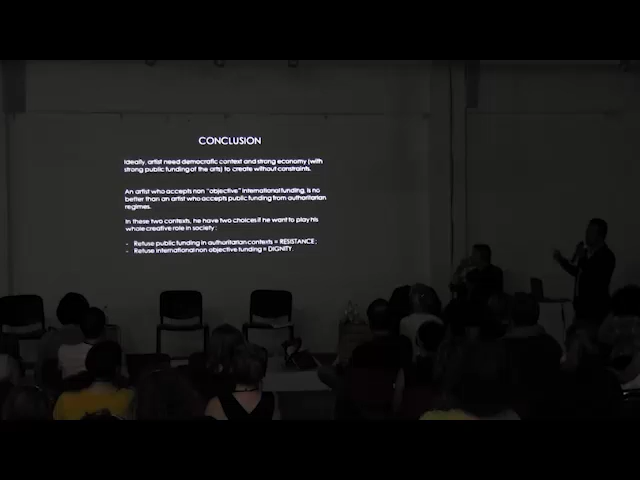 CONCLUSION
Ideally, artist need democratic context and strong economy (with
strong public funding of the arts) to create without constraints.
An artist who accepts non "objective" international funding, is no
better than an artist who accepts public funding from authoritarian
regimes.
In these two contexts, he have two choices if he want to play his
whole creative role in society :
- Refuse public funding in authoritarian contexts = RESISTANCE;
- Refuse international non objective funding = DIGNITY